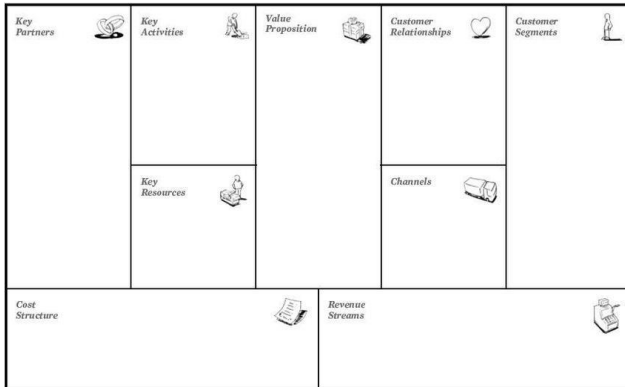 Key
Partners
Key
Activities
Value
Proposition
Customer
Relationships
Customer
Segments
Key
Resources
Channels
Cost
Structure
Revenue
Streams